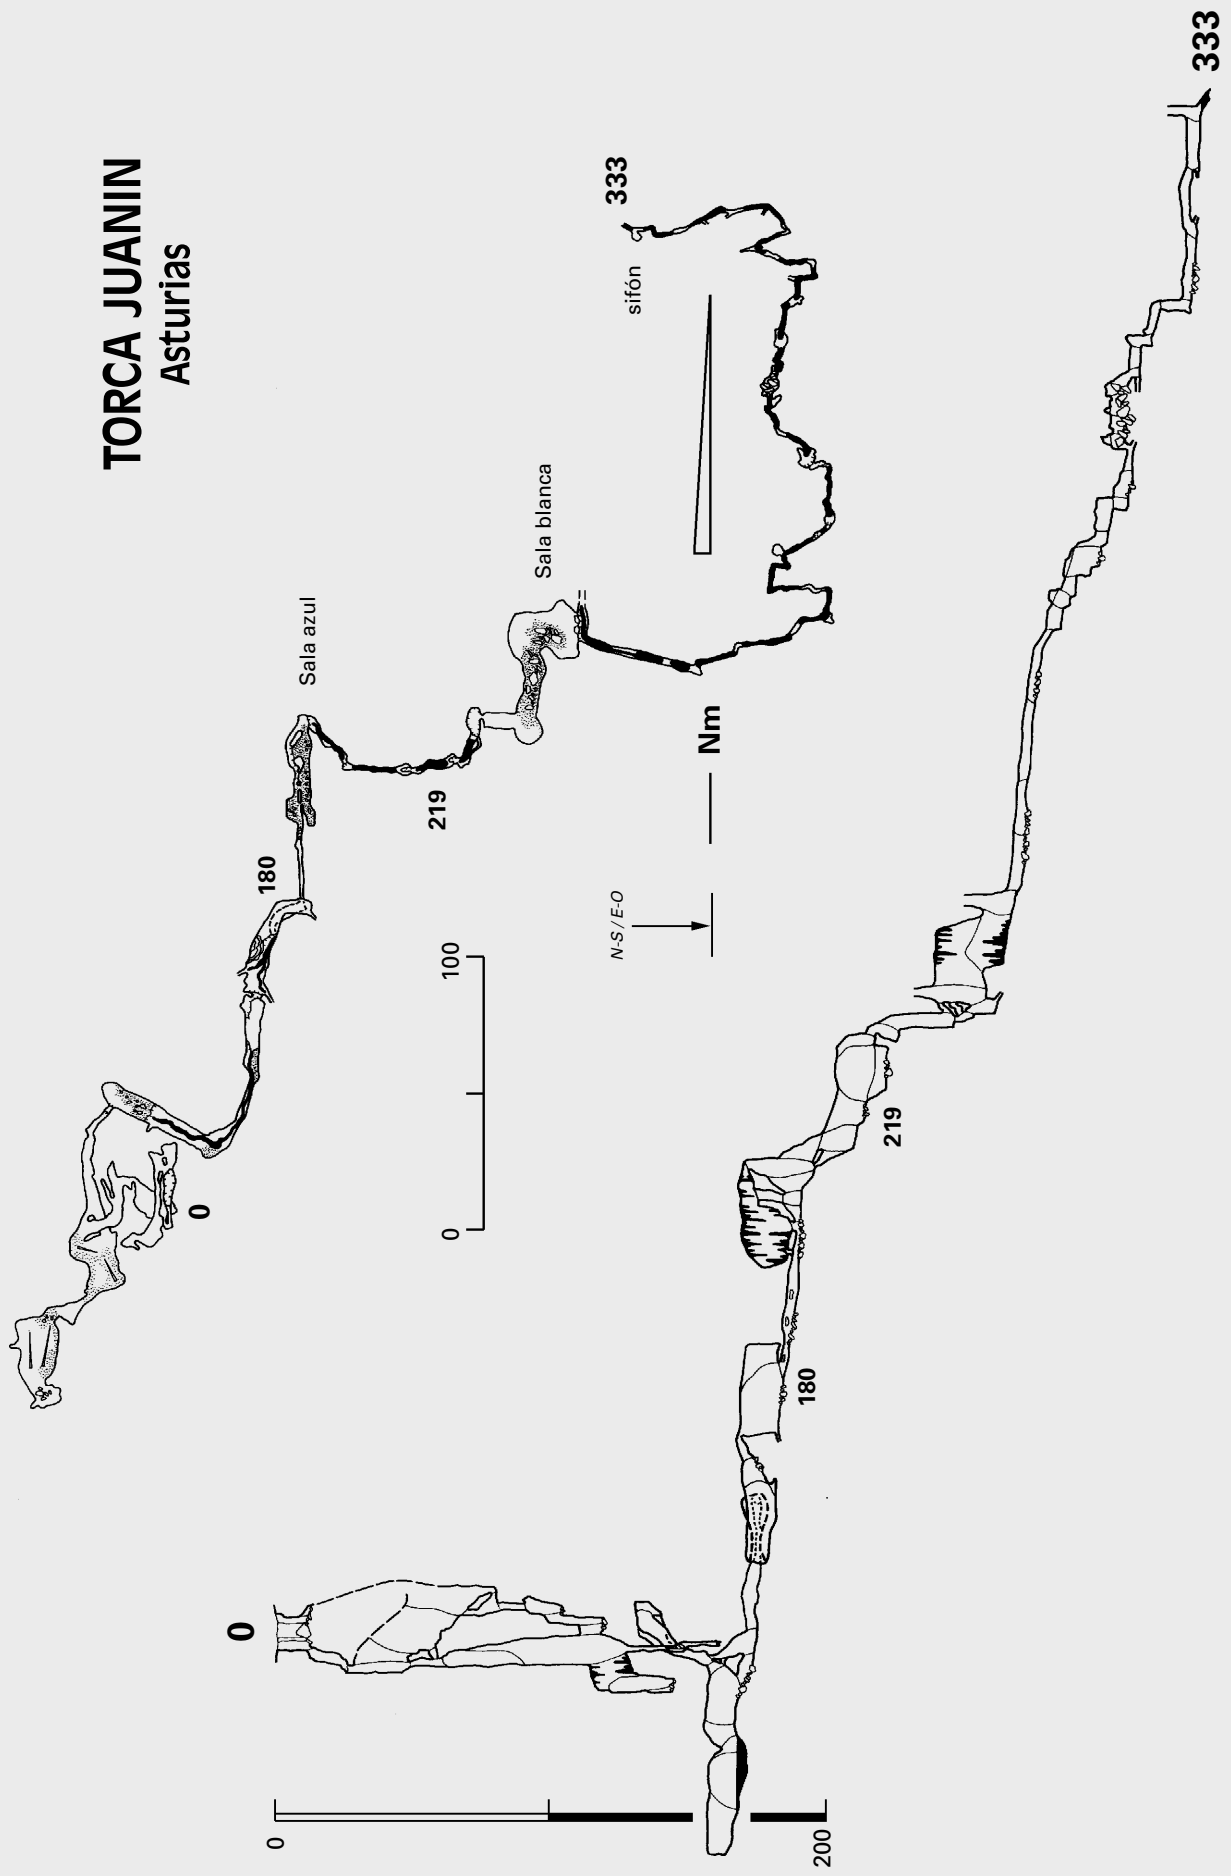 TORCA JUANIN
Asturias
0
180
Sala azul
219
Sala blanca
sifón
333
0
100
N-S / E-O
Nm
0
0
200
180
219
333